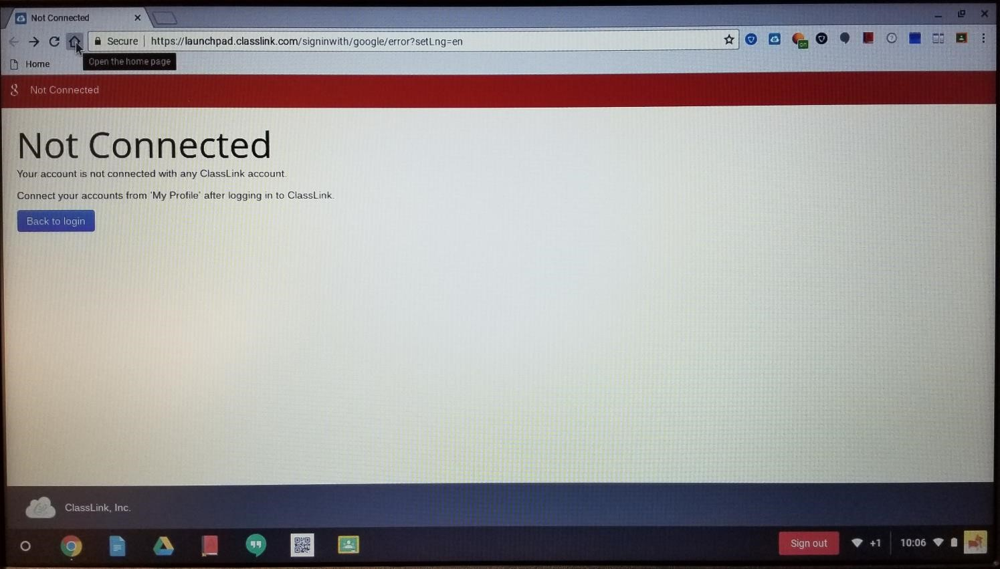 Not Connected
Secure
https://launchpad.classlink.com/signinwith/google/error?setLng=en
on
Home
Open the home page
Not Connected
Not Connected
Your account is not connected with any ClassLink account.
Connect your accounts from 'My Profile' after logging in to ClassLink.
Back to login
ClassLink, Inc.
Sign out
+1
10:06